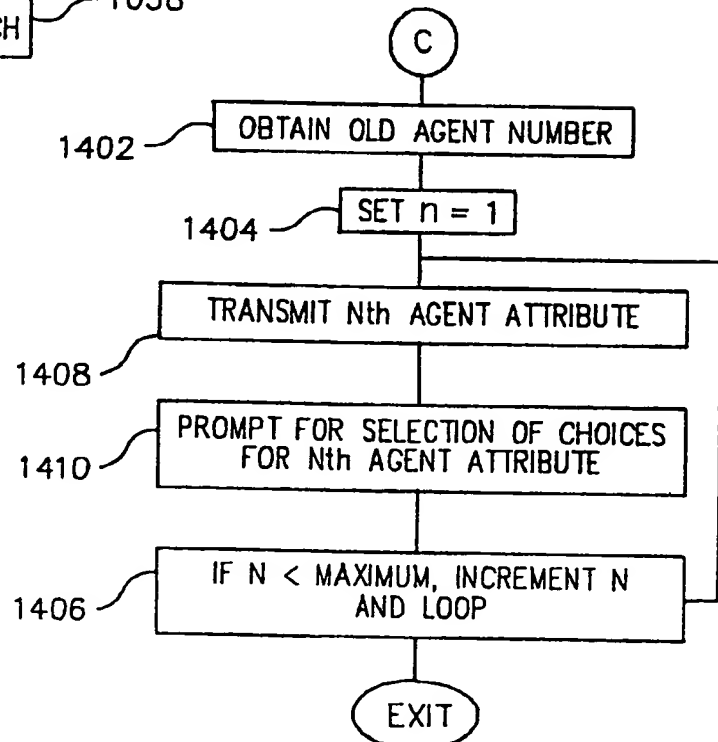 1058
CH
C
OBTAIN OLD AGENT NUMBER
1402
SET n = 1
1404
TRANSMIT Nth AGENT ATTRIBUTE
1408
PROMPT FOR SELECTION OF CHOICES
FOR Nth AGENT ATTRIBUTE
1410
IF N < MAXIMUM, INCREMENT N
AND LOOP
1406
EXIT